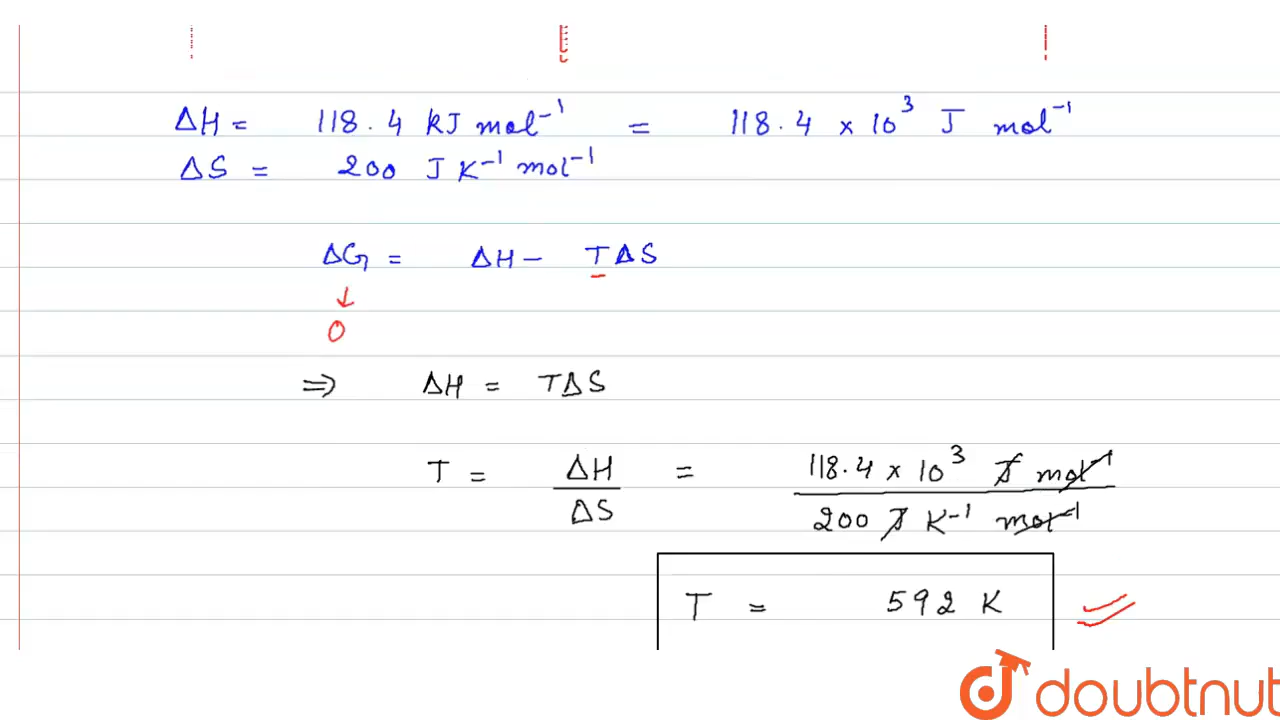 ΔH = 118.4 kJ mol⁻¹ = 118.4 × 10³ J mol⁻¹
ΔS = 200 J K⁻¹ mol⁻¹
ΔG = ΔH − TΔS
↓
0
⇒ ΔH = TΔS
T = ΔH/ΔS = 118.4 × 10³ J mol⁻¹ / 200 J K⁻¹ mol⁻¹
T = 592 K
doubtnut